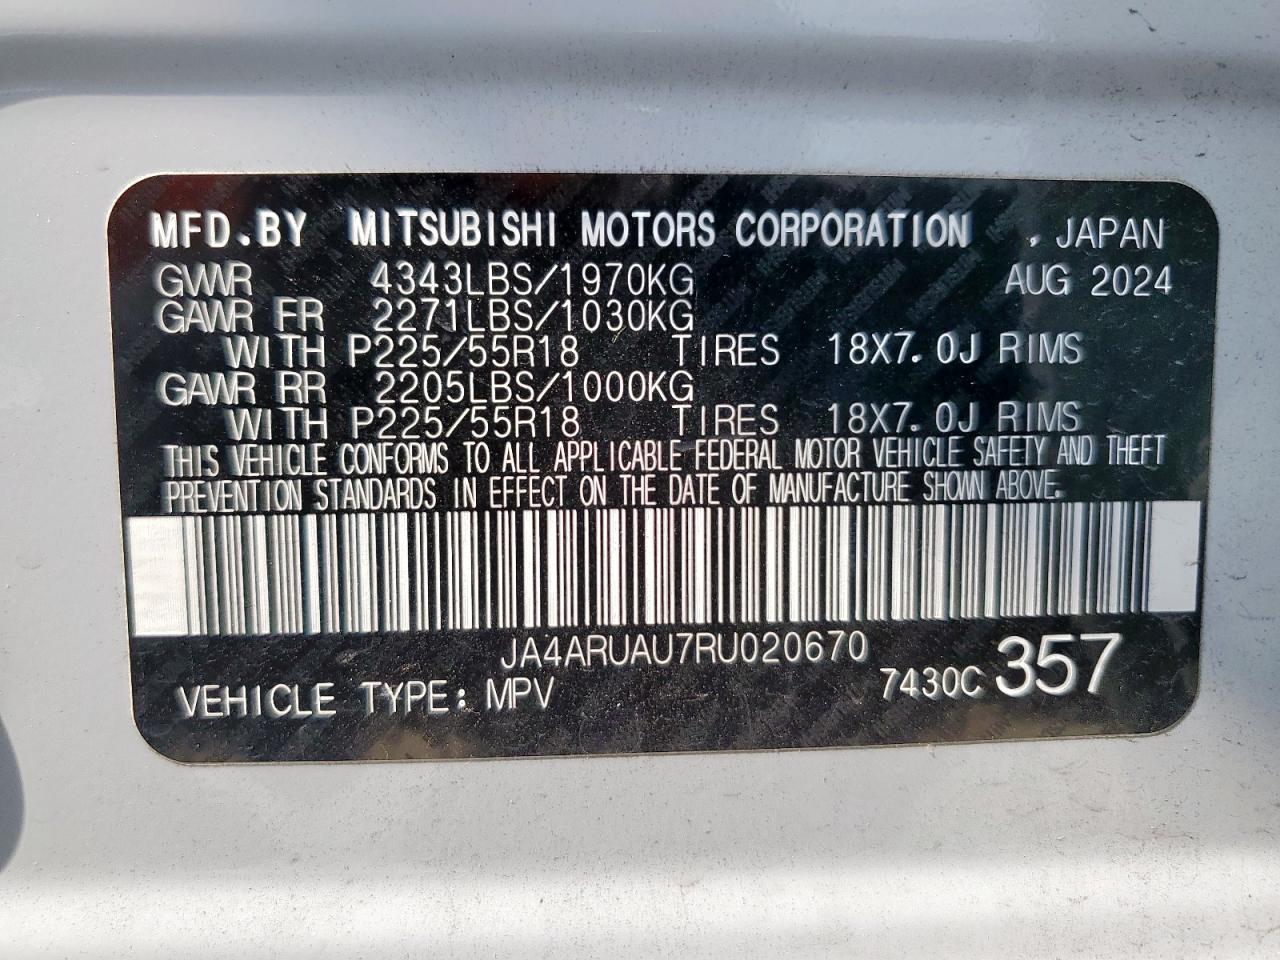 MFD.BY MITSUBISHI MOTORS CORPORATION , JAPAN
GVWR 4343LBS/1970KG AUG 2024
GAWR FR 2271LBS/1030KG
WITH P225/55R18 TIRES 18X7.0J RIMS
GAWR RR 2205LBS/1000KG
WITH P225/55R18 TIRES 18X7.0J RIMS
THIS VEHICLE CONFORMS TO ALL APPLICABLE FEDERAL MOTOR VEHICLE SAFETY AND THEFT
PREVENTION STANDARDS IN EFFECT ON THE DATE OF MANUFACTURE SHOWN ABOVE.
JA4ARUAU7RU020670
VEHICLE TYPE: MPV 7430C 357